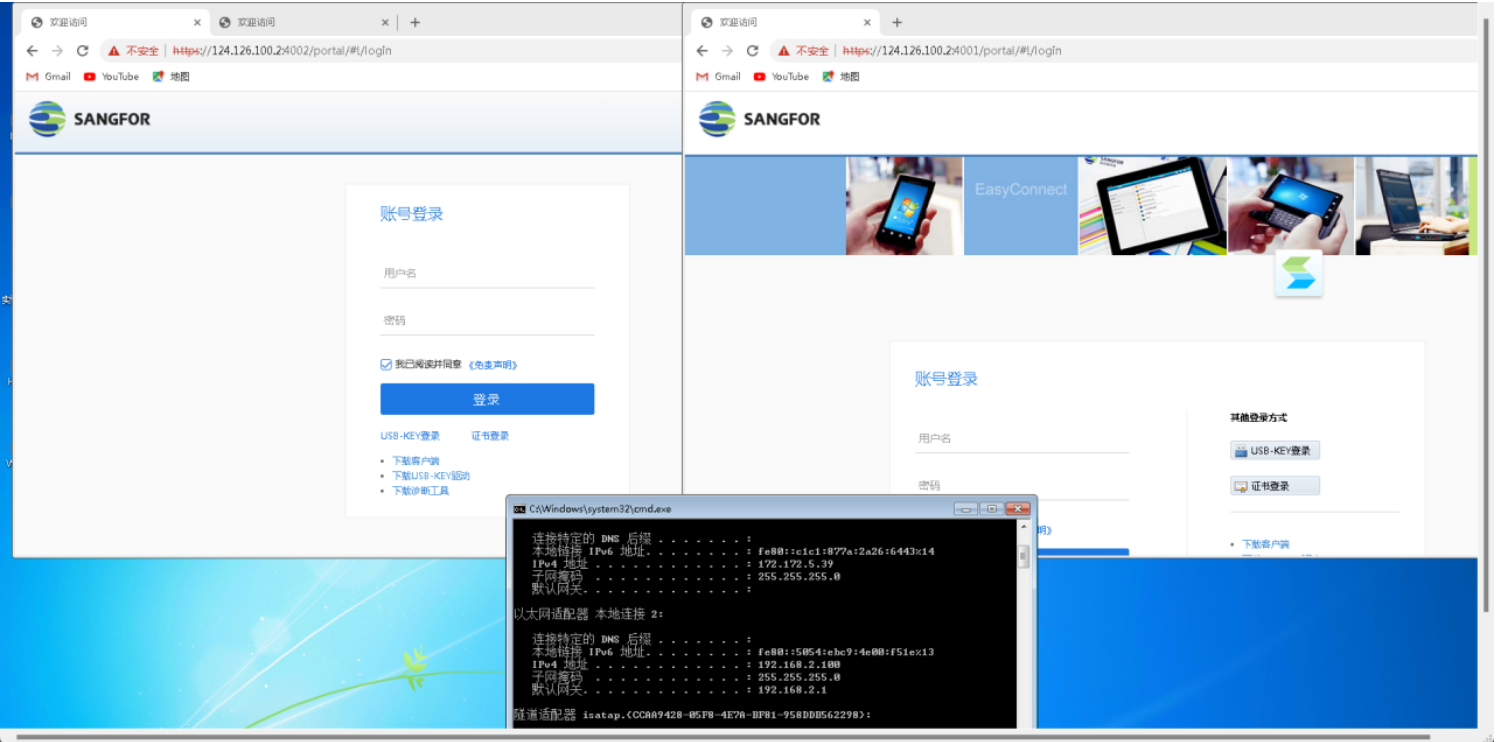 欢迎访问
欢迎访问
不安全 | https://124.126.100.2:4002/portal/#!/login
Gmail YouTube 地图
SANGFOR
账号登录
用户名
密码
我已阅读并同意 《免责声明》
登录
USB-KEY登录 证书登录
• 下载客户端
• 下载USB-KEY驱动
• 下载诊断工具
欢迎访问
不安全 | https://124.126.100.2:4001/portal/#!/login
Gmail YouTube 地图
SANGFOR
EasyConnect
账号登录
用户名
密码
明》
其他登录方式
USB-KEY登录
证书登录
• 下载客户端
C:\Windows\system32\cmd.exe
连接特定的 DNS 后缀 . . . . . . . :
本地链接 IPv6 地址. . . . . . . . : fe80::c1c1:877a:2a26:6443%14
IPv4 地址 . . . . . . . . . . . . : 172.172.5.39
子网掩码 . . . . . . . . . . . . : 255.255.255.0
默认网关. . . . . . . . . . . . . :
以太网适配器 本地连接 2:
连接特定的 DNS 后缀 . . . . . . . :
本地链接 IPv6 地址. . . . . . . . : fe80::5054:ebc9:4e00:f51e%13
IPv4 地址 . . . . . . . . . . . . : 192.168.2.100
子网掩码 . . . . . . . . . . . . : 255.255.255.0
默认网关. . . . . . . . . . . . . : 192.168.2.1
隧道适配器 isatap.{CCAA9428-05F8-4E7A-BF81-958DDB562298}: